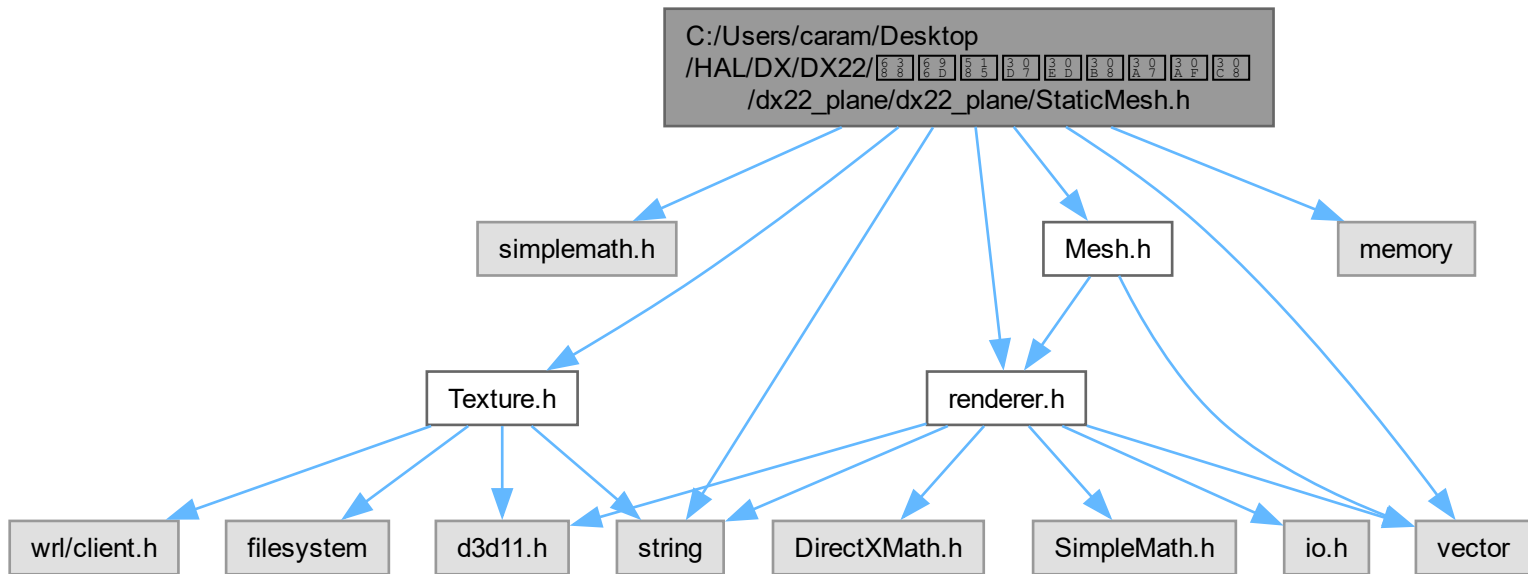 C:/Users/caram/Desktop
/HAL/DX/DX22/
/dx22_plane/dx22_plane/StaticMesh.h
simplemath.h
Mesh.h
memory
Texture.h
renderer.h
wrl/client.h
filesystem
d3d11.h
string
DirectXMath.h
SimpleMath.h
io.h
vector